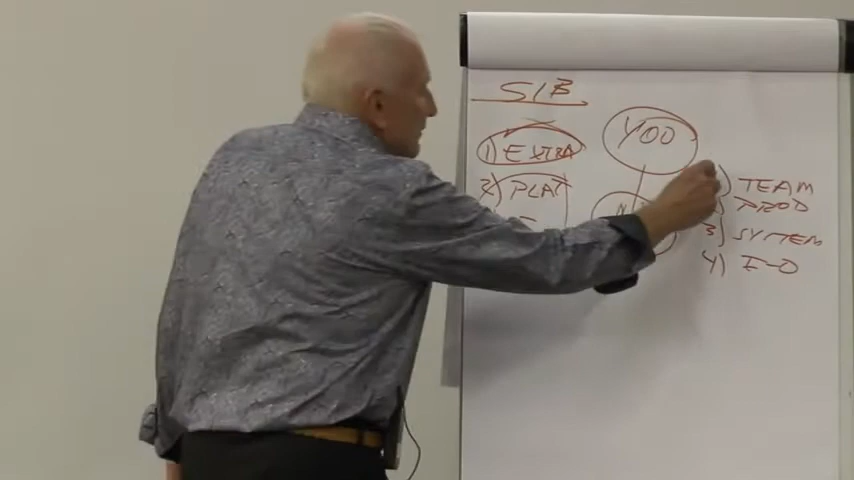 SIB
1) EXTRA
2) PLAT
YOU
N
) TEAM
PROD
3) SYSTEM
4) I-O